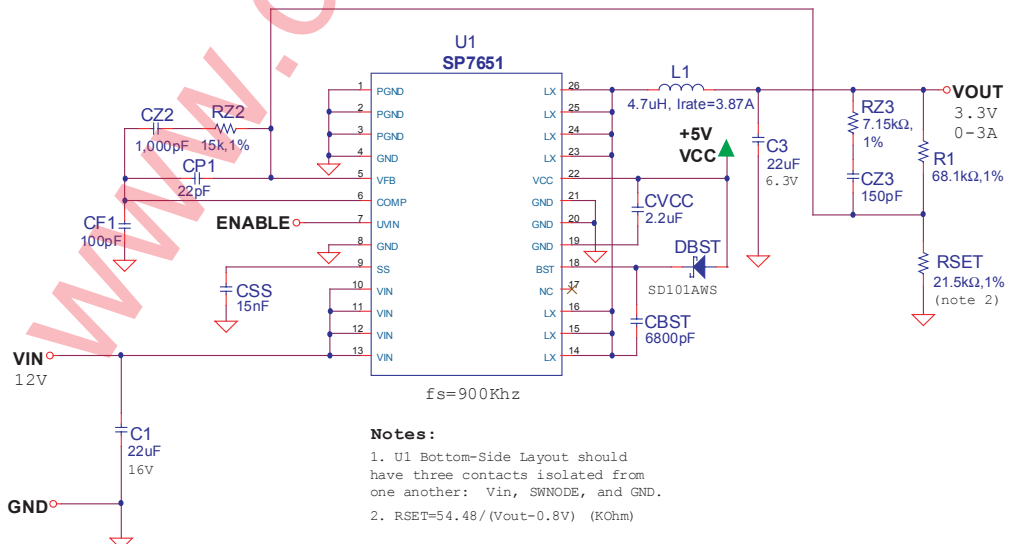 U1
SP7651
1 PGND
2 PGND
3 PGND
4 GND
5 VFB
6 COMP
7 UVIN
8 GND
9 SS
10 VIN
11 VIN
12 VIN
13 VIN
26 LX
25 LX
24 LX
23 LX
22 VCC
21 GND
20 GND
19 GND
18 BST
17 NC
16 LX
15 LX
14 LX
fs=900Khz
CZ2
1,000pF
RZ2
15k,1%
CP1
22pF
CF1
100pF
ENABLE
CSS
15nF
VIN
12V
C1
22uF
16V
GND
L1
4.7uH, Irate=3.87A
+5V
VCC
CVCC
2.2uF
DBST
SD101AWS
CBST
6800pF
C3
22uF
6.3V
RZ3
7.15kΩ,
1%
CZ3
150pF
VOUT
3.3V
0-3A
R1
68.1kΩ,1%
RSET
21.5kΩ,1%
(note 2)
Notes:
1. U1 Bottom-Side Layout should
have three contacts isolated from
one another: Vin, SWNODE, and GND.
2. RSET=54.48/(Vout-0.8V) (KOhm)
www.